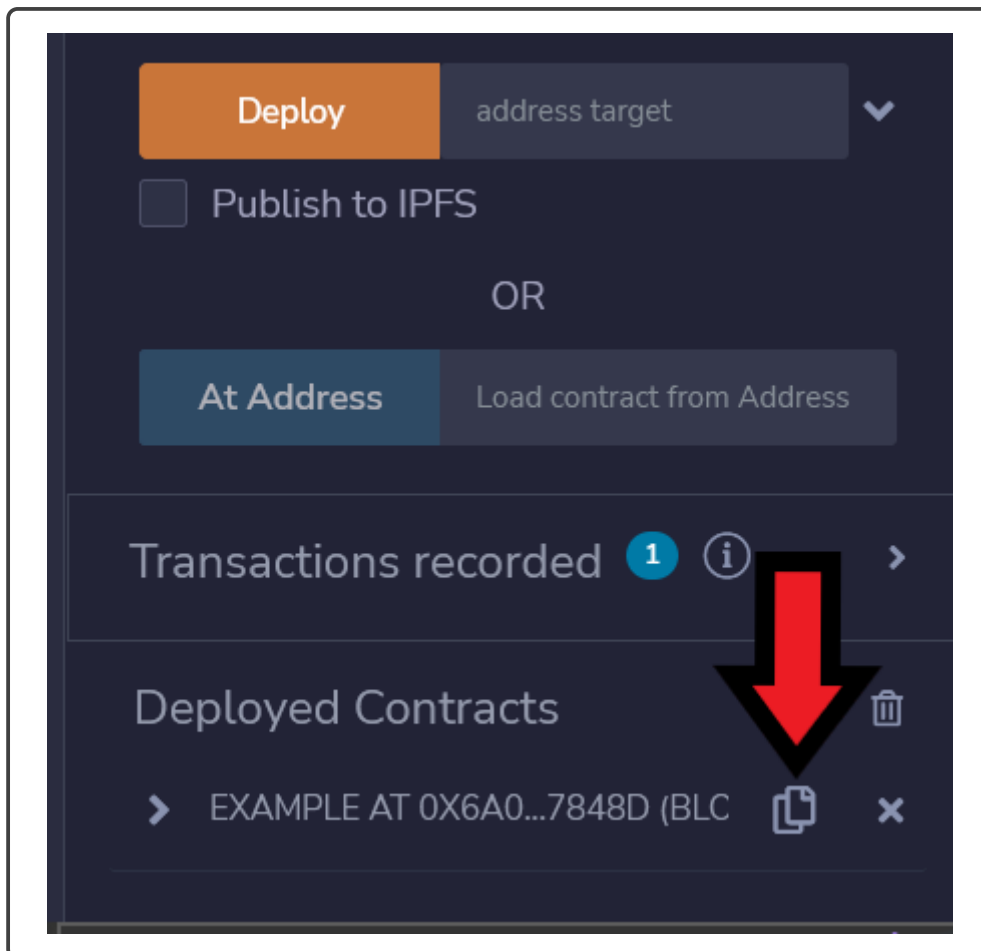 Deploy address target
Publish to IPFS
OR
At Address Load contract from Address
Transactions recorded 1 i
Deployed Contracts
EXAMPLE AT 0X6A0...7848D (BLC